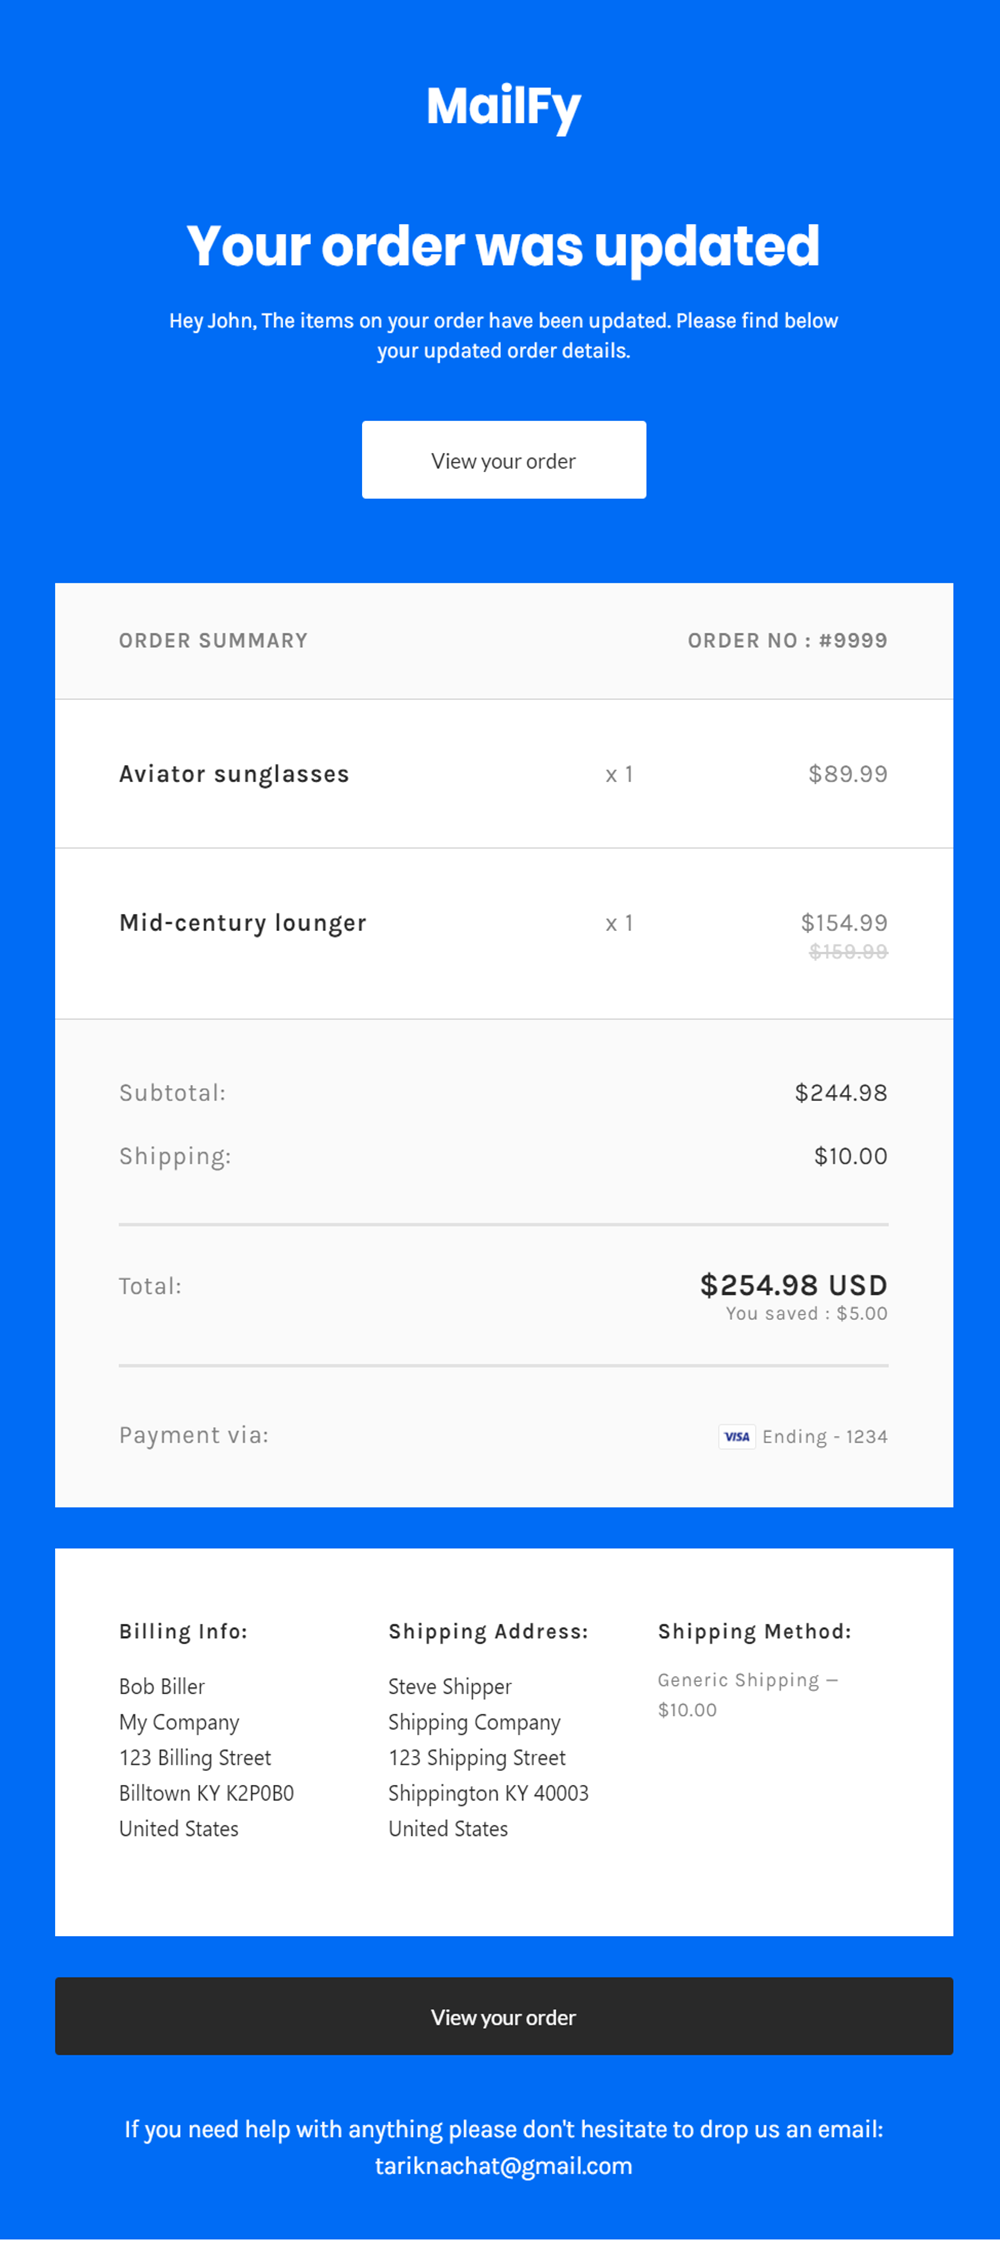 MailFy
Your order was updated
Hey John, The items on your order have been updated. Please find below
your updated order details.
View your order
ORDER SUMMARY ORDER NO : #9999
Aviator sunglasses x 1 $89.99
Mid-century lounger x 1 $154.99
$159.99
Subtotal: $244.98
Shipping: $10.00
Total: $254.98 USD
You saved : $5.00
Payment via: VISA Ending - 1234
Billing Info:
Bob Biller
My Company
123 Billing Street
Billtown KY K2P0B0
United States
Shipping Address:
Steve Shipper
Shipping Company
123 Shipping Street
Shippington KY 40003
United States
Shipping Method:
Generic Shipping —
$10.00
View your order
If you need help with anything please don't hesitate to drop us an email:
tariknachat@gmail.com